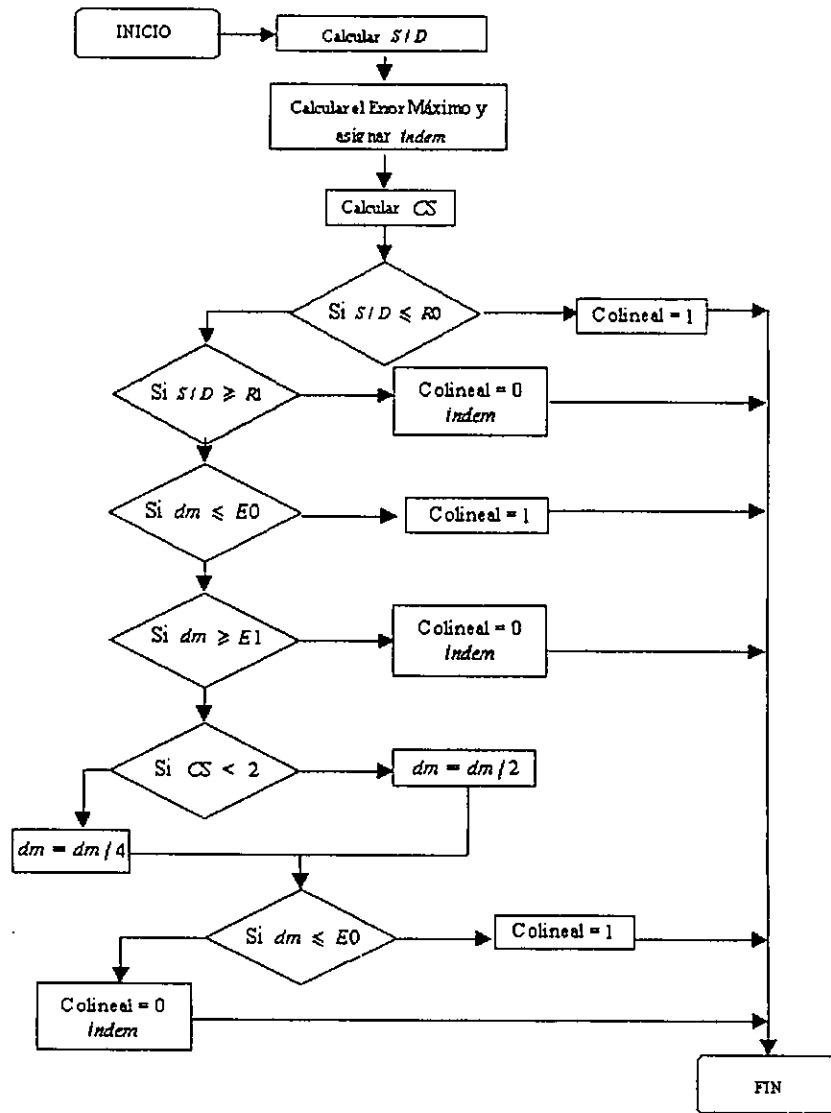 INICIO
Calcular S/D
Calcular el Error Máximo y
asignar Indem
Calcular CS
Si S/D ⩽ R0
Colineal = 1
Si S/D ⩾ R1
Colineal = 0
Indem
Si dm ⩽ E0
Colineal = 1
Si dm ⩾ E1
Colineal = 0
Indem
Si CS < 2
dm = dm/2
dm = dm/4
Si dm ⩽ E0
Colineal = 1
Colineal = 0
Indem
FIN